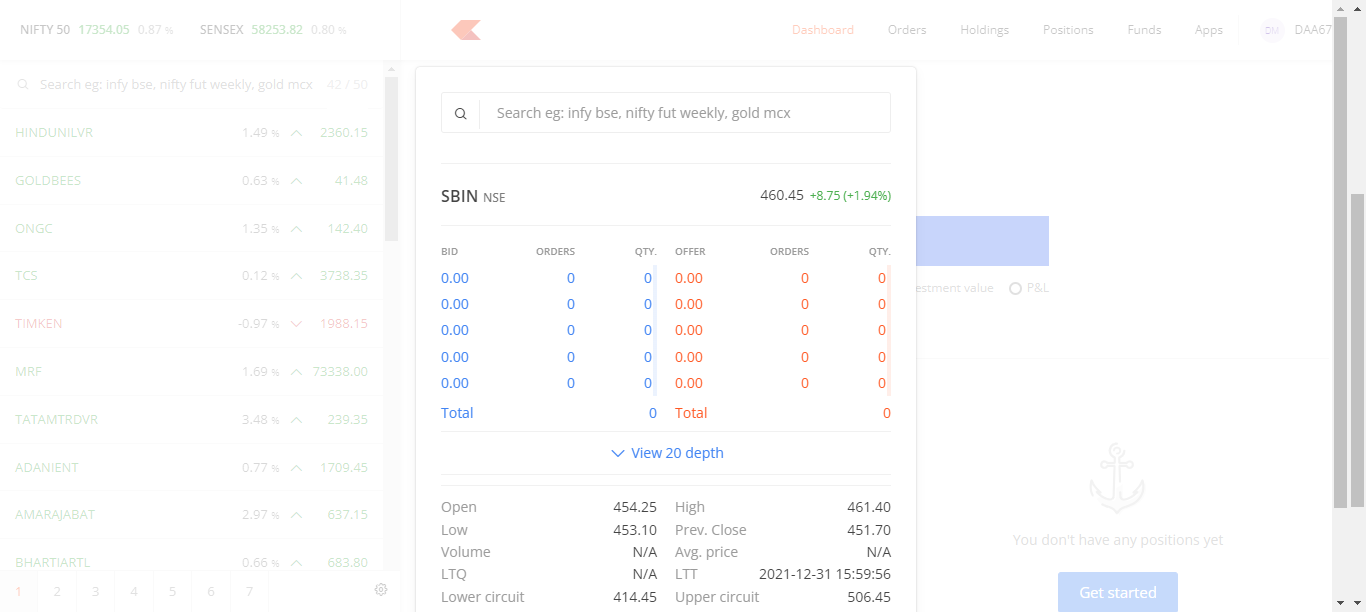 NIFTY 50 17354.05 0.87 % SENSEX 58253.82 0.80 %
Dashboard Orders Holdings Positions Funds Apps DM DAA67
Search eg: infy bse, nifty fut weekly, gold mcx 42 / 50
HINDUNILVR 1.49 % 2360.15
GOLDBEES 0.63 % 41.48
ONGC 1.35 % 142.40
TCS 0.12 % 3738.35
TIMKEN -0.97 % 1988.15
MRF 1.69 % 73338.00
TATAMTRDVR 3.48 % 239.35
ADANIENT 0.77 % 1709.45
AMARAJABAT 2.97 % 637.15
BHARTIARTL 0.66 % 683.80
1 2 3 4 5 6 7
Search eg: infy bse, nifty fut weekly, gold mcx
SBIN NSE 460.45 +8.75 (+1.94%)
BID ORDERS QTY. OFFER ORDERS QTY.
0.00 0 0 0.00 0 0
0.00 0 0 0.00 0 0
0.00 0 0 0.00 0 0
0.00 0 0 0.00 0 0
0.00 0 0 0.00 0 0
Total 0 Total 0
View 20 depth
Open 454.25 High 461.40
Low 453.10 Prev. Close 451.70
Volume N/A Avg. price N/A
LTQ N/A LTT 2021-12-31 15:59:56
Lower circuit 414.45 Upper circuit 506.45
estment value P&L
You don't have any positions yet
Get started